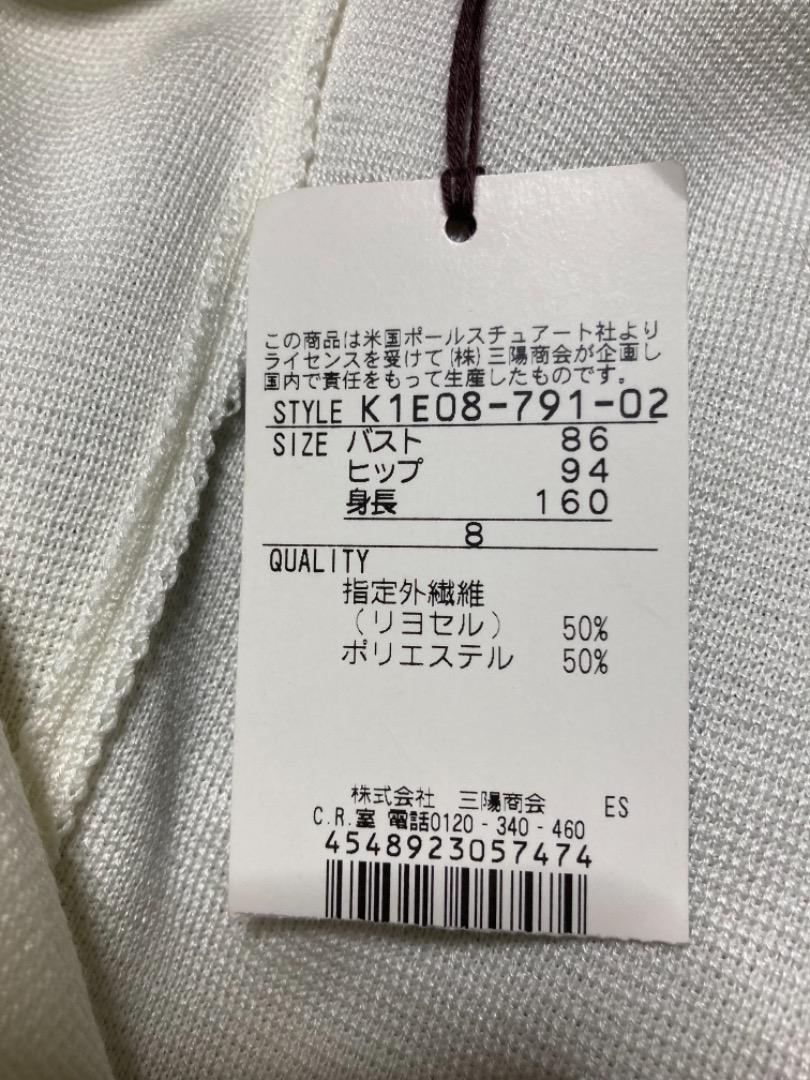 この商品は米国ポールスチュアート社より
ライセンスを受けて(株)三陽商会が企画し
国内で責任をもって生産したものです。
STYLE K1E08-791-02
SIZE バスト 86
ヒップ 94
身長 160
8
QUALITY
指定外繊維
(リヨセル) 50%
ポリエステル 50%
株式会社 三陽商会 ES
C.R.室 電話0120-340-460
4548923057474